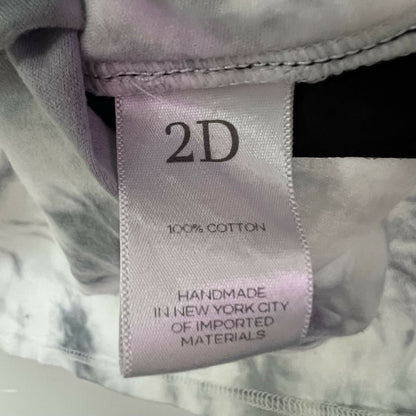 2D
100% COTTON
HANDMADE
IN NEW YORK CITY
OF IMPORTED
MATERIALS